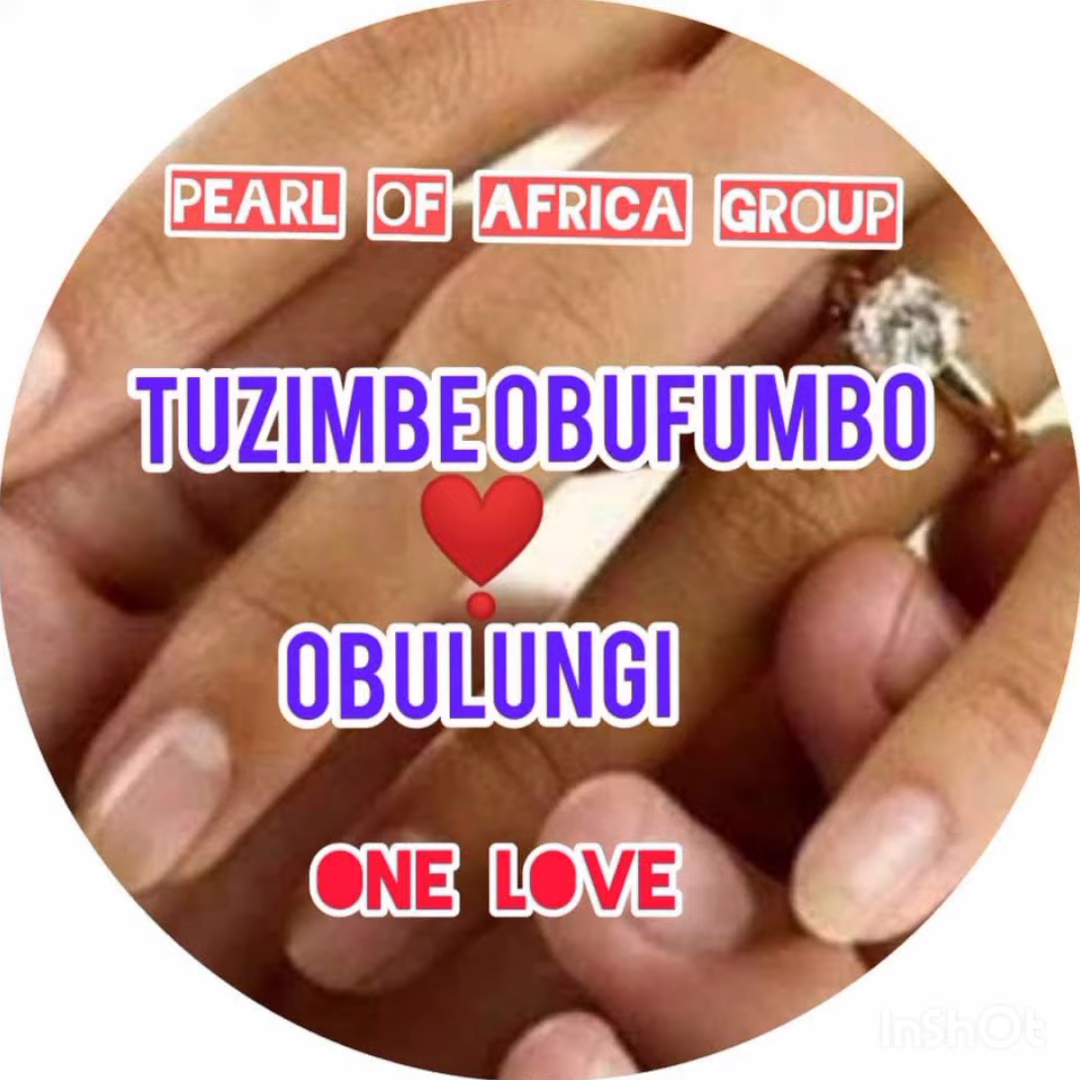 PEARL OF AFRICA GROUP
TUZIMBE OBUFUMBO
OBULUNGI
ONE LOVE
InShOt